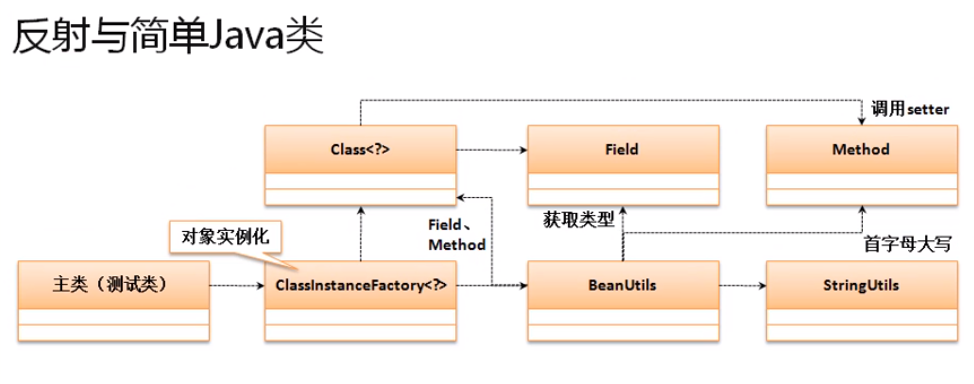 反射与简单Java类
调用setter
Class<?>
Field
Method
Field、
Method
获取类型
对象实例化
首字母大写
主类（测试类）
ClassInstanceFactory<?>
BeanUtils
StringUtils